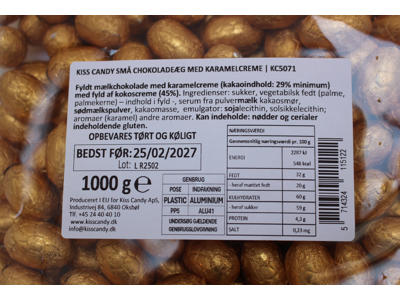 KISS CANDY SMÅ CHOKOLADEÆG MED KARAMELCREME | KC5071
Fyldt mælkchokolade med karamelcreme (kakaoindhold: 29% minimum)
med fyld af kokoscreme (45%). Ingredienser: sukker, vegetabilsk fedt (palme,
palmekerne) – indhold i fyld -, serum fra pulvermælk kakaosmør,
sødmælkspulver, kakaomasse, emulgator: sojalecithin, solsikkelecithin;
aromaer (karamel) andre aromaer. Kan indeholde: nødder og cerialer
indeholdende gluten.
OPBEVARES TØRT OG KØLIGT
BEDST FØR: 25/02/2027
Lot: L R2502
1000 g e
Produceret i EU for Kiss Candy ApS,
Industrivej 84, 6840 Oksbøl
Tlf. +45 24 40 40 10
www.kisscandy.dk
GENBRUG
POSE INDPAKNING
PLASTIC ALUMINIUM
PP5 ALU41
UNDERSØG GÆLDENDE
GENBRUGSLOVGIVNING
NÆRINGSVÆRDI
Gennemsnitlig næringsværdi pr. 100 g
ENERGI 2287 kJ
548 kcal
FEDT 32 g
- heraf mættet fedt 20 g
KULHYDRATER 60 g
- heraf sukker 59 g
PROTEIN 4,2 g
SALT 0,23 mg
5 714324 115122